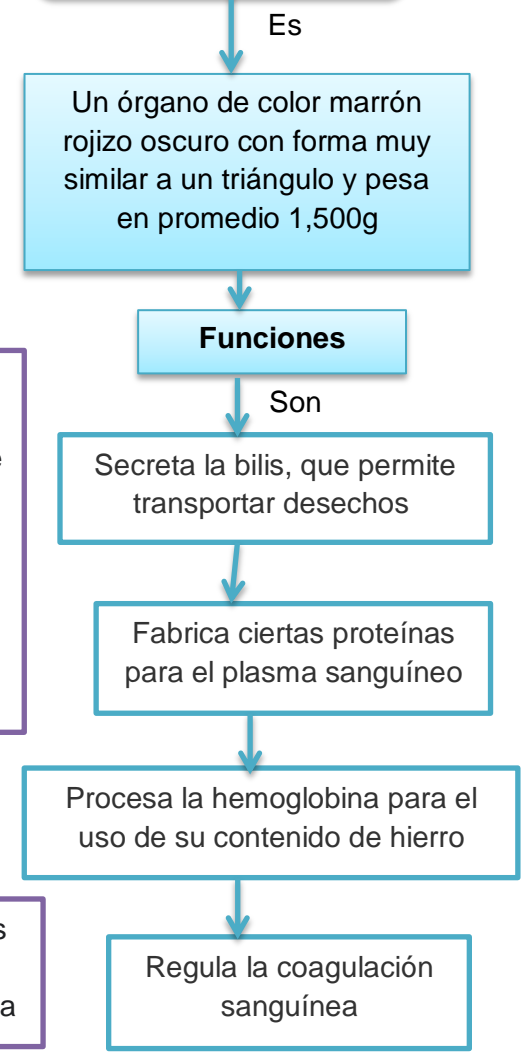 Es
Un órgano de color marrón
rojizo oscuro con forma muy
similar a un triángulo y pesa
en promedio 1,500g
Funciones
Son
Secreta la bilis, que permite
transportar desechos
Fabrica ciertas proteínas
para el plasma sanguíneo
Procesa la hemoglobina para el
uso de su contenido de hierro
Regula la coagulación
sanguínea